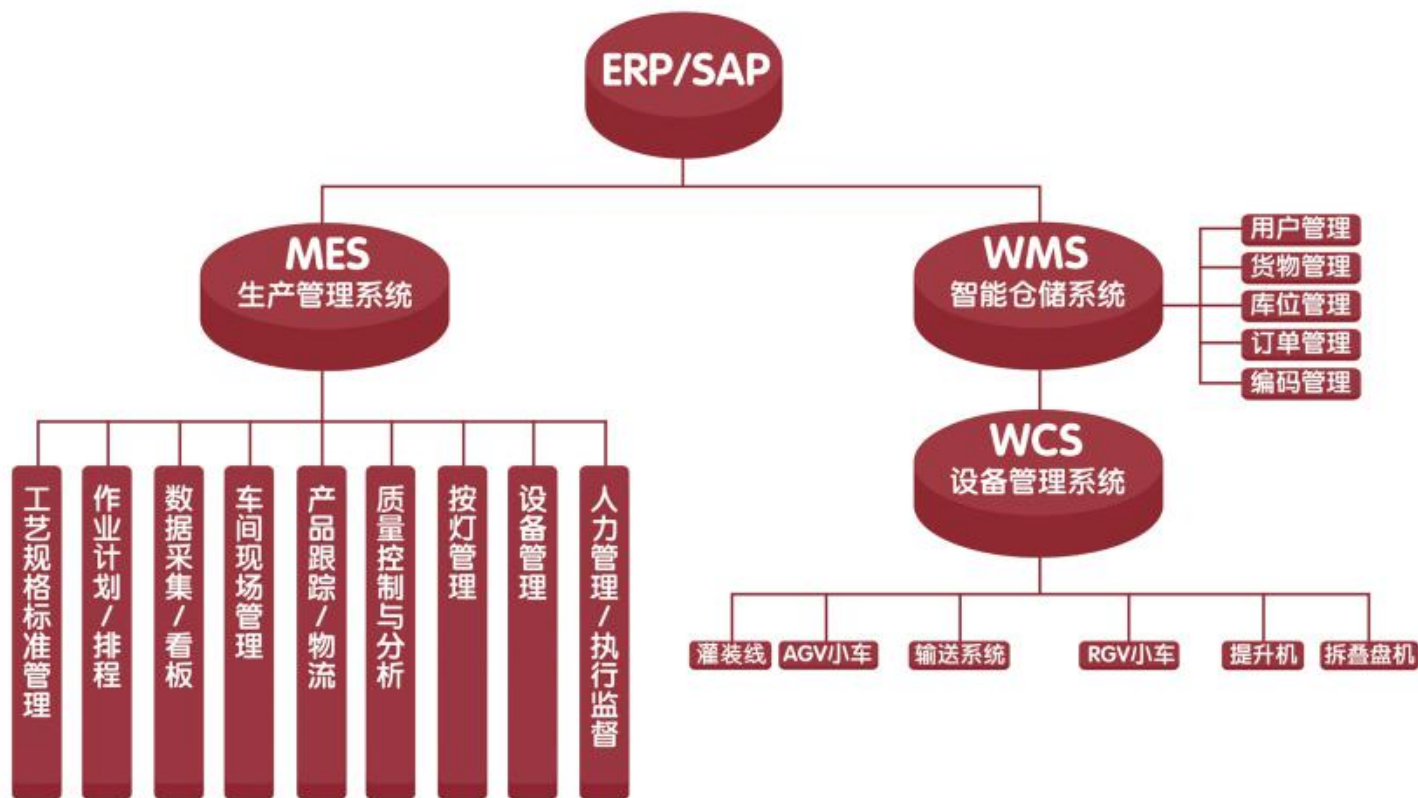 ERP/SAP
MES
生产管理系统
WMS
智能仓储系统
用户管理
货物管理
库位管理
订单管理
编码管理
WCS
设备管理系统
工艺规格标准管理
作业计划/排程
数据采集/看板
车间现场管理
产品跟踪/物流
质量控制与分析
按灯管理
设备管理
人力管理/执行监督
灌装线
AGV小车
输送系统
RGV小车
提升机
拆叠盘机